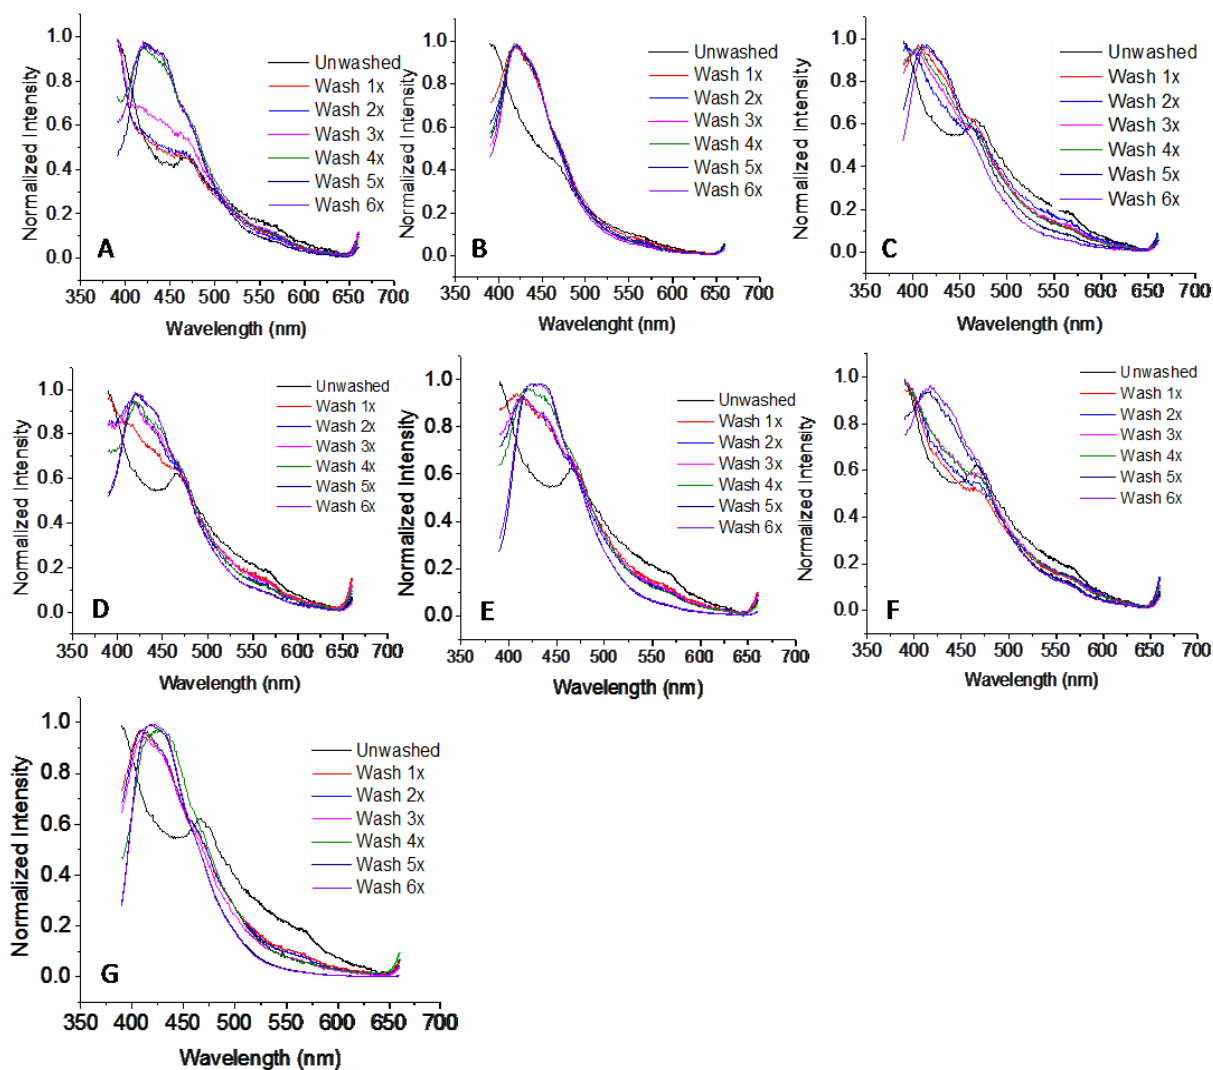 Normalized Intensity
1.0
0.8
0.6
0.4
0.2
0.0
Unwashed
Wash 1x
Wash 2x
Wash 3x
Wash 4x
Wash 5x
Wash 6x
A
350 400 450 500 550 600 650 700
Wavelength (nm)
Normalized Intensity
1.0
0.8
0.6
0.4
0.2
0.0
Unwashed
Wash 1x
Wash 2x
Wash 3x
Wash 4x
Wash 5x
Wash 6x
B
350 400 450 500 550 600 650 700
Wavelenght (nm)
Normalized Intensity
1.0
0.8
0.6
0.4
0.2
0.0
Unwashed
Wash 1x
Wash 2x
Wash 3x
Wash 4x
Wash 5x
Wash 6x
C
350 400 450 500 550 600 650 700
Wavelength (nm)
Normalized Intensity
1.0
0.8
0.6
0.4
0.2
0.0
Unwashed
Wash 1x
Wash 2x
Wash 3x
Wash 4x
Wash 5x
Wash 6x
D
350 400 450 500 550 600 650 700
Wavelength (nm)
Normalized Intensity
1.0
0.8
0.6
0.4
0.2
0.0
Unwashed
Wash 1x
Wash 2x
Wash 3x
Wash 4x
Wash 5x
Wash 6x
E
350 400 450 500 550 600 650 700
Wavelength (nm)
Normalized Intensity
1.0
0.8
0.6
0.4
0.2
0.0
Unwashed
Wash 1x
Wash 2x
Wash 3x
Wash 4x
Wash 5x
Wash 6x
F
350 400 450 500 550 600 650 700
Wavelength (nm)
Normalized Intensity
1.0
0.8
0.6
0.4
0.2
0.0
Unwashed
Wash 1x
Wash 2x
Wash 3x
Wash 4x
Wash 5x
Wash 6x
G
350 400 450 500 550 600 650 700
Wavelength (nm)